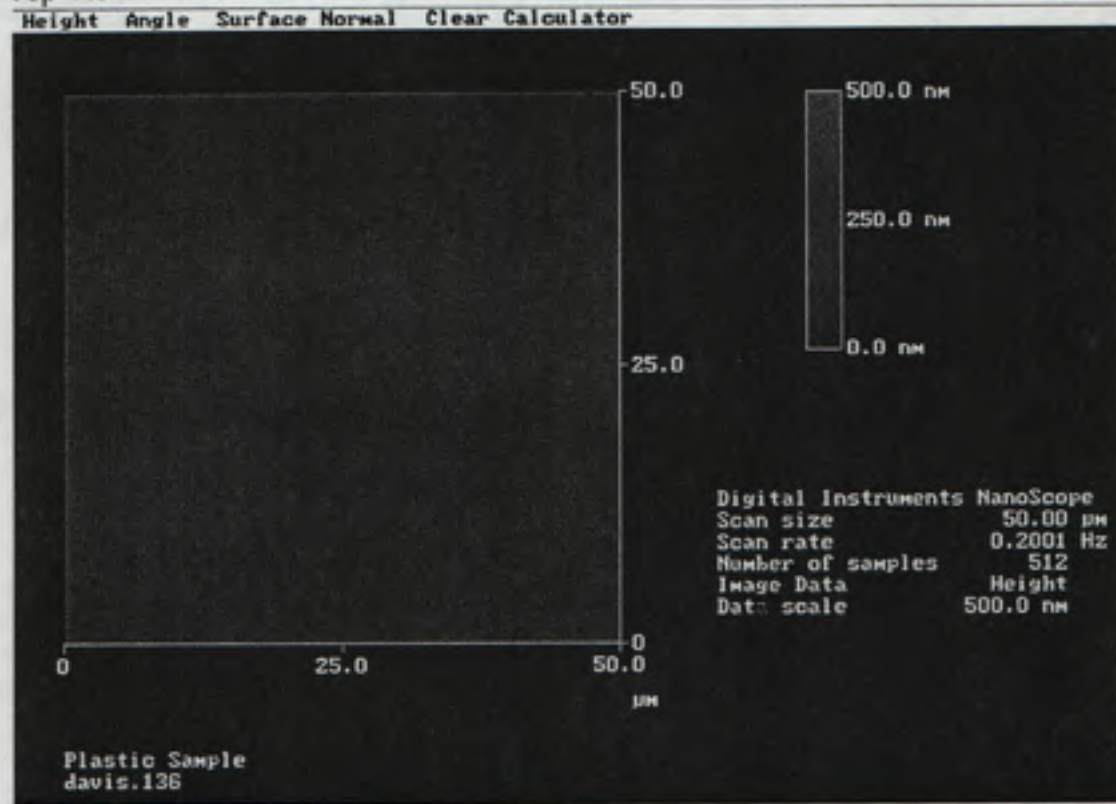 Height Angle Surface Normal Clear Calculator
50.0
25.0
0
0 25.0 50.0
µM
500.0 nM
250.0 nM
0.0 nM
Digital Instruments NanoScope
Scan size 50.00 µM
Scan rate 0.2001 Hz
Number of samples 512
Image Data Height
Data scale 500.0 nM
Plastic Sample
davis.136